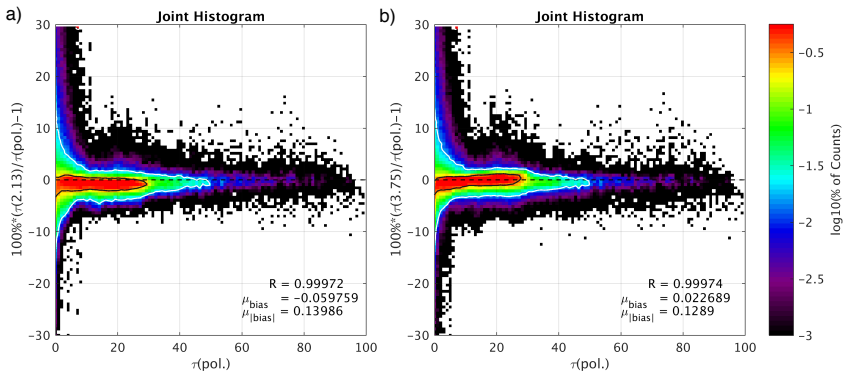 a)
Joint Histogram
100%*(τ(2.13)/τ(pol.)−1)
30
20
10
0
-10
-20
-30
0 20 40 60 80 100
τ(pol.)
R = 0.99972
μbias = -0.059759
μ|bias| = 0.13986
b)
Joint Histogram
100%*(τ(3.75)/τ(pol.)−1)
30
20
10
0
-10
-20
-30
0 20 40 60 80 100
τ(pol.)
R = 0.99974
μbias = 0.022689
μ|bias| = 0.1289
-0.5
-1
-1.5
-2
-2.5
-3
log10(% of Counts)